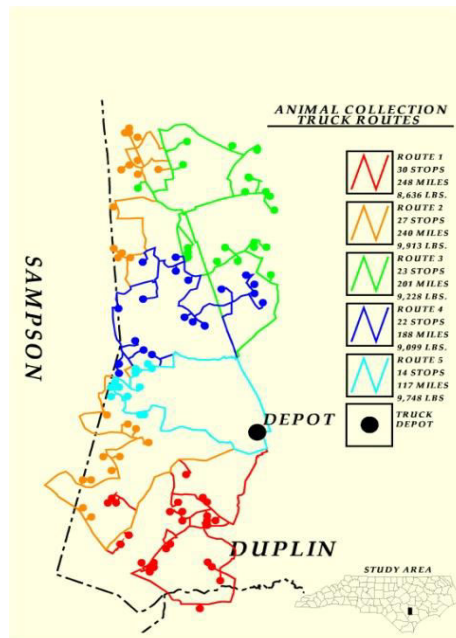 ANIMAL COLLECTION
TRUCK ROUTES
ROUTE 1
30 STOPS
248 MILES
8,636 LBS.
ROUTE 2
27 STOPS
240 MILES
9,913 LBS.
ROUTE 3
23 STOPS
201 MILES
9,228 LBS.
ROUTE 4
22 STOPS
188 MILES
9,099 LBS.
ROUTE 5
14 STOPS
117 MILES
9,748 LBS
TRUCK
DEPOT
SAMPSON
DEPOT
DUPLIN
STUDY AREA